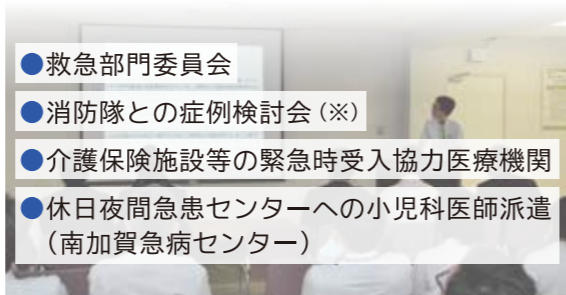 ●救急部門委員会
●消防隊との症例検討会（※）
●介護保険施設等の緊急時受入協力医療機関
●休日夜間急患センターへの小児科医師派遣
（南加賀急病センター）